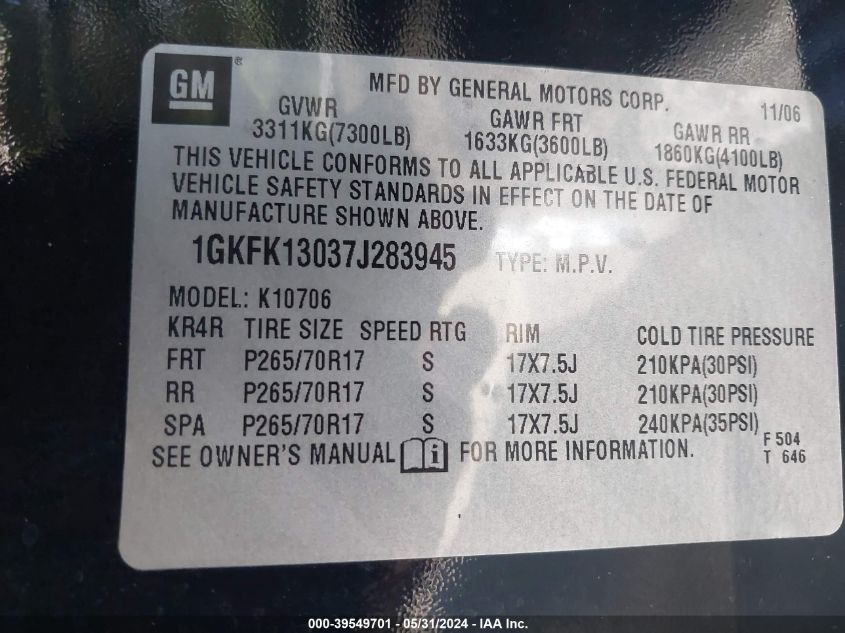 GM ®
MFD BY GENERAL MOTORS CORP. 11/06
GVWR GAWR FRT GAWR RR
3311KG(7300LB) 1633KG(3600LB) 1860KG(4100LB)
THIS VEHICLE CONFORMS TO ALL APPLICABLE U.S. FEDERAL MOTOR
VEHICLE SAFETY STANDARDS IN EFFECT ON THE DATE OF
MANUFACTURE SHOWN ABOVE.
1GKFK13037J283945 TYPE: M.P.V.
MODEL: K10706
KR4R TIRE SIZE SPEED RTG RIM COLD TIRE PRESSURE
FRT P265/70R17 S 17X7.5J 210KPA(30PSI)
RR P265/70R17 S 17X7.5J 210KPA(30PSI)
SPA P265/70R17 S 17X7.5J 240KPA(35PSI)
SEE OWNER'S MANUAL i FOR MORE INFORMATION. F 504
T 646
000-39549701 - 05/31/2024 - IAA Inc.